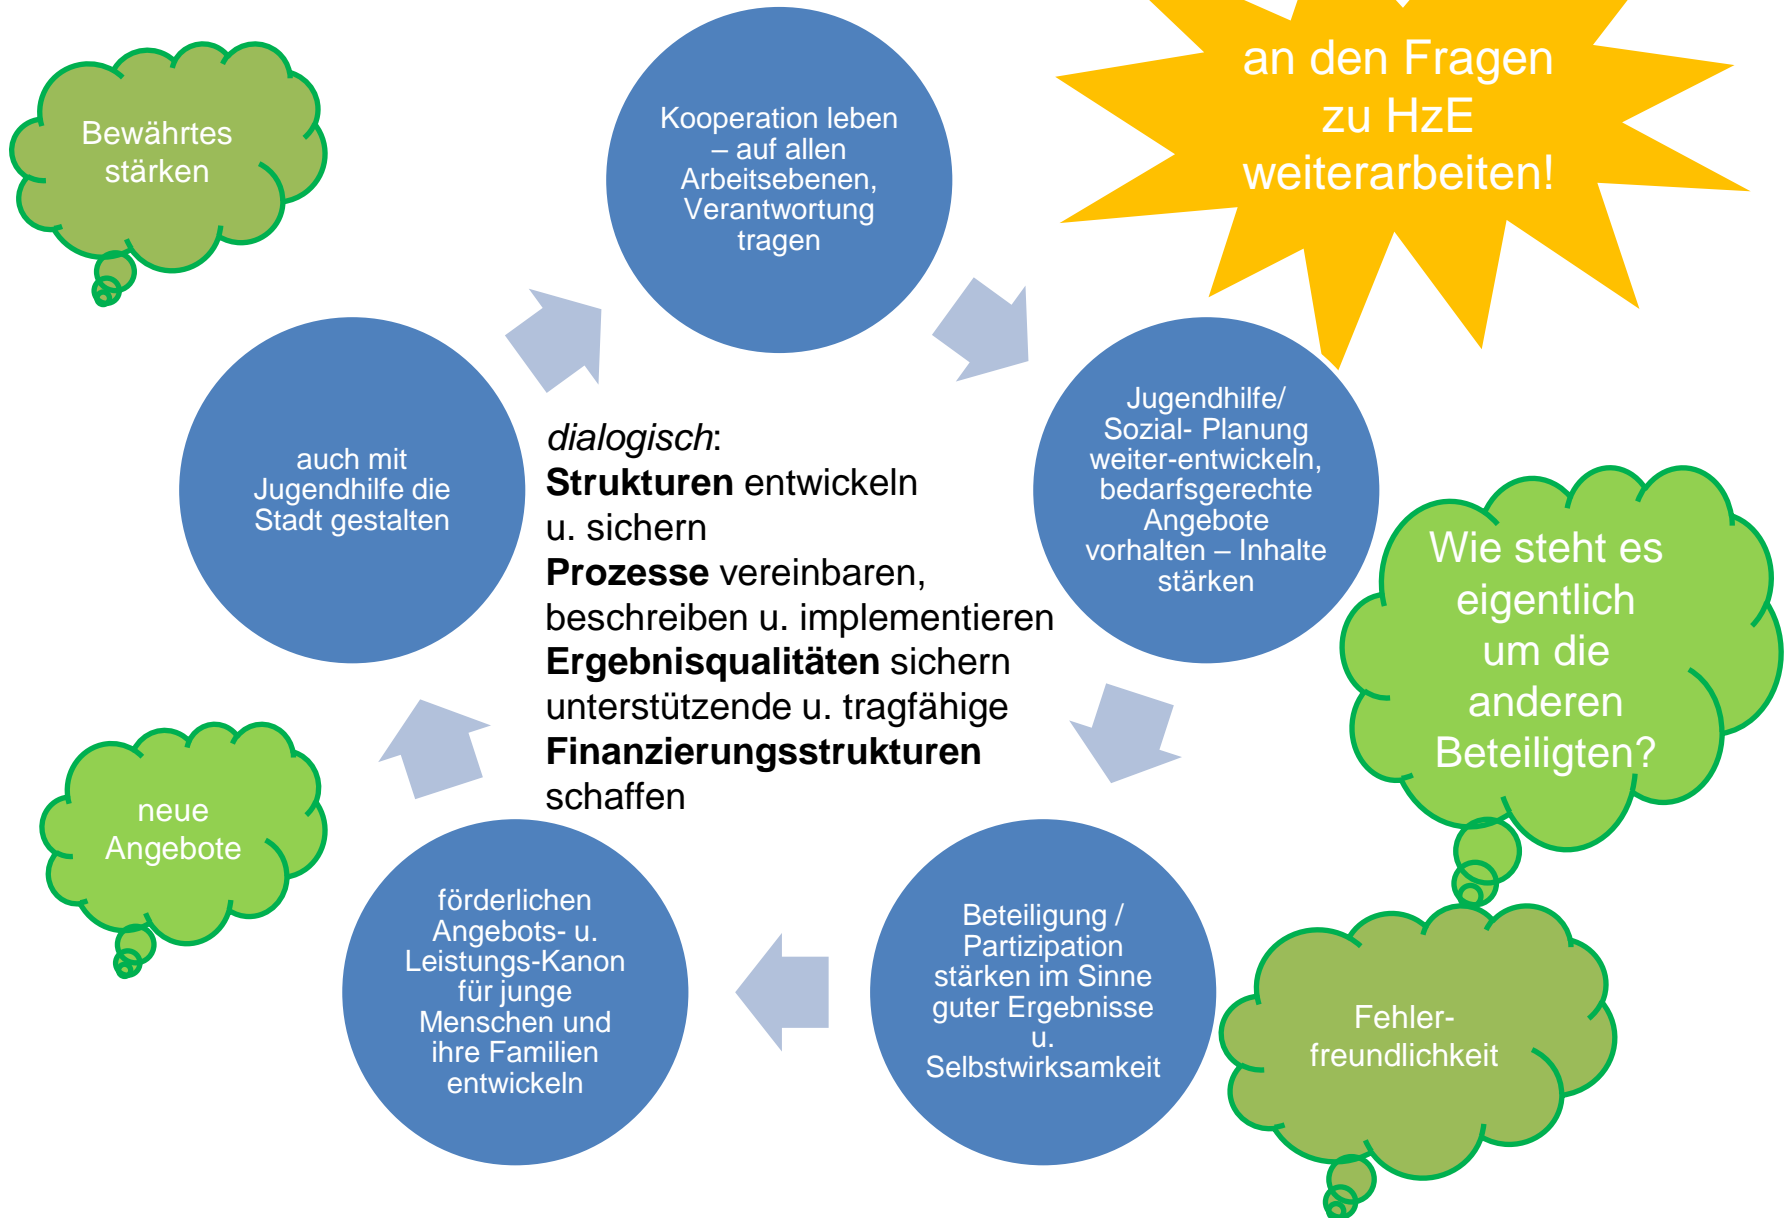 Bewährtes
stärken
Kooperation leben
– auf allen
Arbeitsebenen,
Verantwortung
tragen
an den Fragen
zu HzE
weiterarbeiten!
auch mit
Jugendhilfe die
Stadt gestalten
dialogisch:
Strukturen entwickeln
u. sichern
Prozesse vereinbaren,
beschreiben u. implementieren
Ergebnisqualitäten sichern
unterstützende u. tragfähige
Finanzierungsstrukturen
schaffen
Jugendhilfe/
Sozial- Planung
weiter-entwickeln,
bedarfsgerechte
Angebote
vorhalten – Inhalte
stärken
Wie steht es
eigentlich
um die
anderen
Beteiligten?
neue
Angebote
förderlichen
Angebots- u.
Leistungs-Kanon
für junge
Menschen und
ihre Familien
entwickeln
Beteiligung /
Partizipation
stärken im Sinne
guter Ergebnisse
u.
Selbstwirksamkeit
Fehler-
freundlichkeit